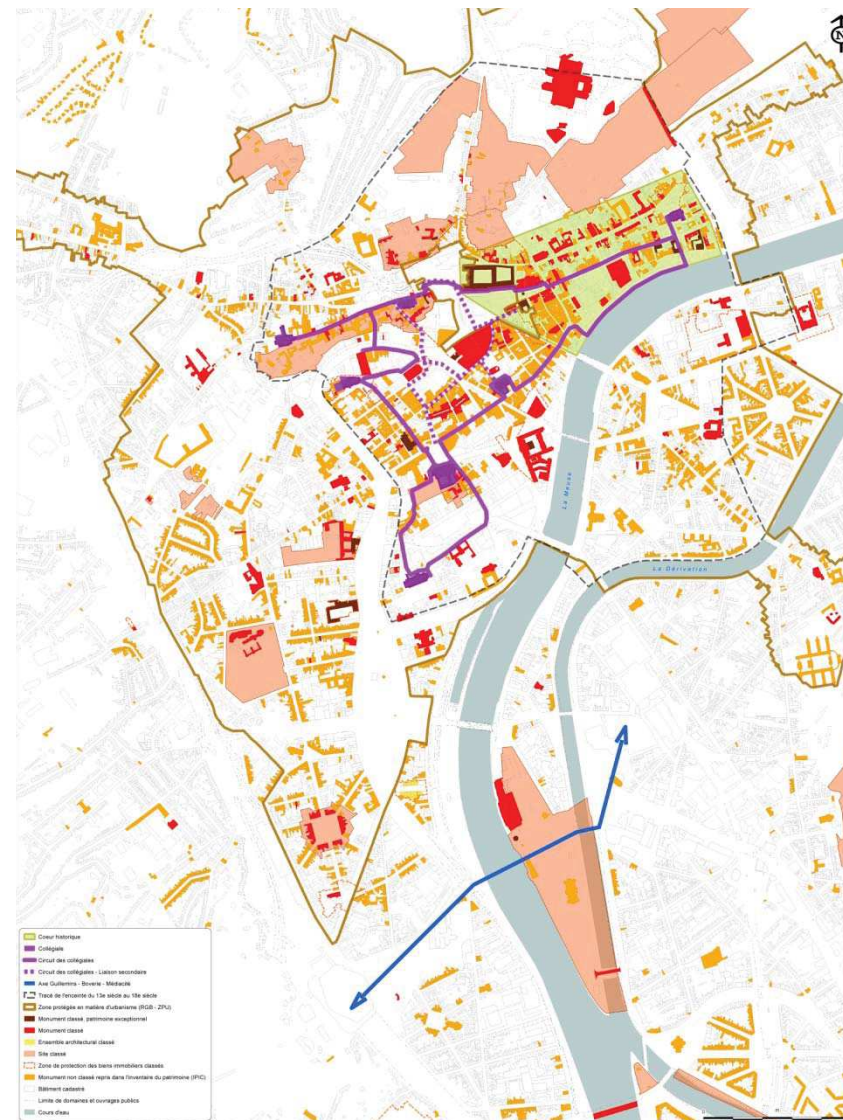 N
La Meuse
La Dérivation
Coeur historique
Collégiale
Circuit des collégiales
Circuit des collégiales - Liaison secondaire
Axe Guillemins - Boverie - Médiacité
Tracé de l'enceinte du 13e siècle au 18e siècle
Zone protégée en matière d'urbanisme (RGB - ZPU)
Monument classé, patrimoine exceptionnel
Monument classé
Ensemble architectural classé
Site classé
Zone de protection des biens immobiliers classés
Monument non classé repris dans l'inventaire du patrimoine (IPIC)
Bâtiment cadastré
Limite de domaines et ouvrages publics
Cours d'eau